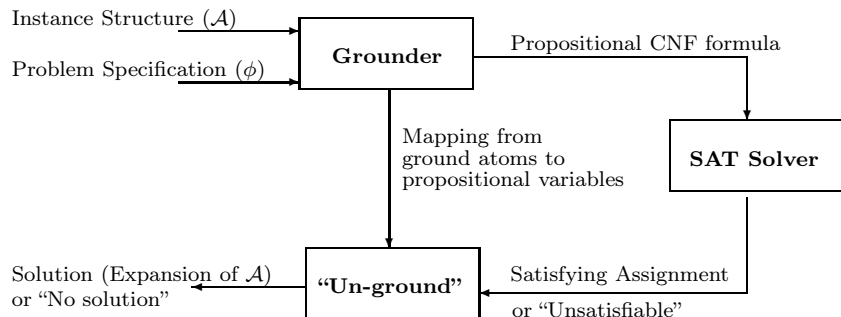 Instance Structure (𝒜)
Grounder
Propositional CNF formula
Problem Specification (ϕ)
Mapping from
ground atoms to
propositional variables
SAT Solver
Solution (Expansion of 𝒜)
or “No solution”
“Un-ground”
Satisfying Assignment
or “Unsatisfiable”